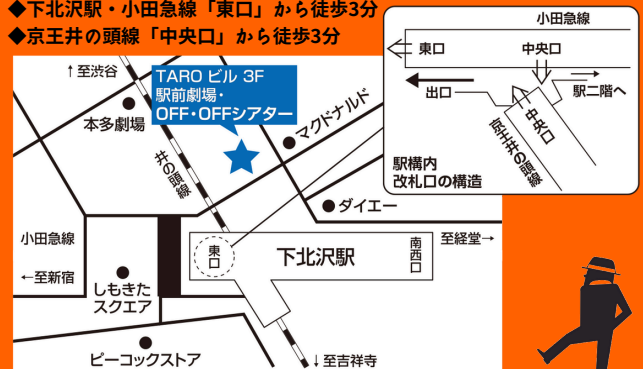 ◆下北沢駅・小田急線「東口」から徒歩3分
◆京王井の頭線「中央口」から徒歩3分
小田急線
東口
中央口
出口
駅二階へ
中央口
京王井の頭線
駅構内
改札口の構造
↑至渋谷
TARO ビル 3F
駅前劇場・
OFF・OFFシアター
本多劇場
マクドナルド
井の頭線
ダイエー
小田急線
←至新宿
東口
下北沢駅
南西口
至経堂→
しもきた
スクエア
ピーコックストア
↓至吉祥寺